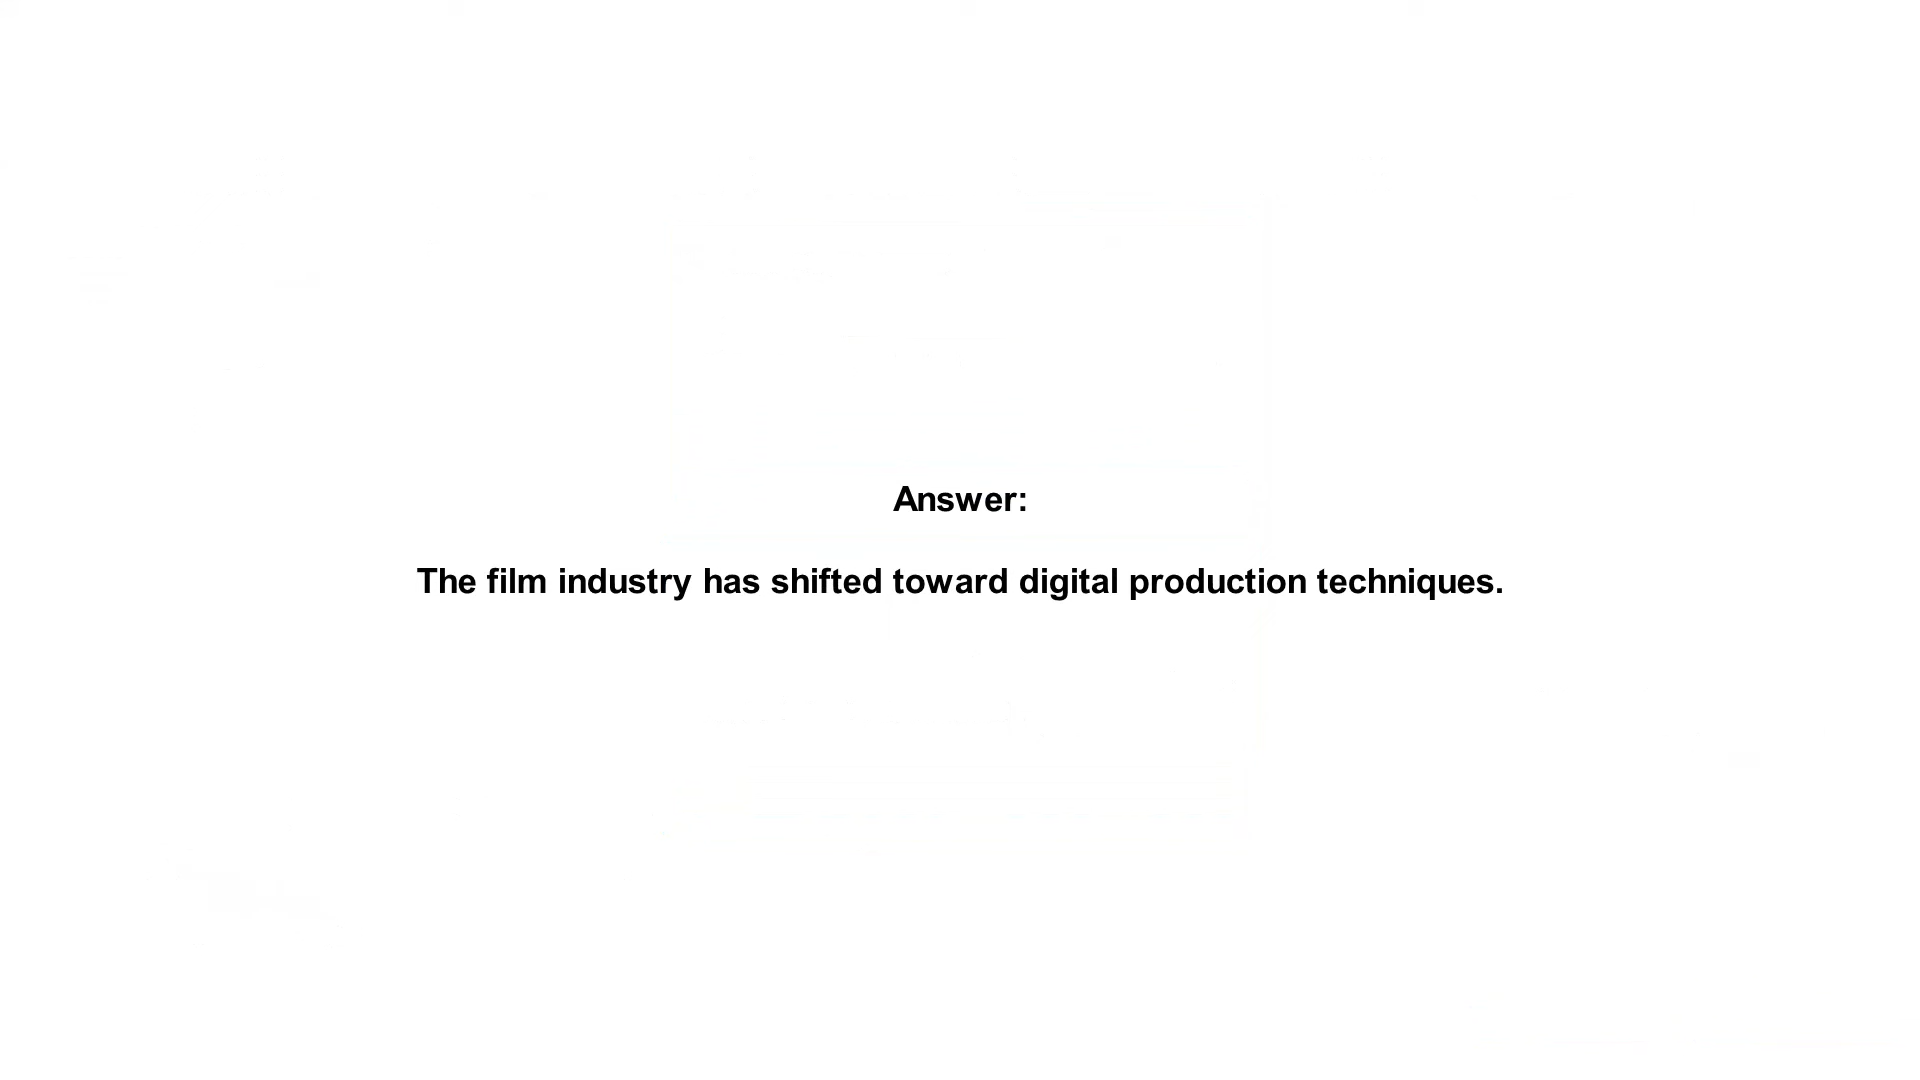 Answer:
The film industry has shifted toward digital production techniques.